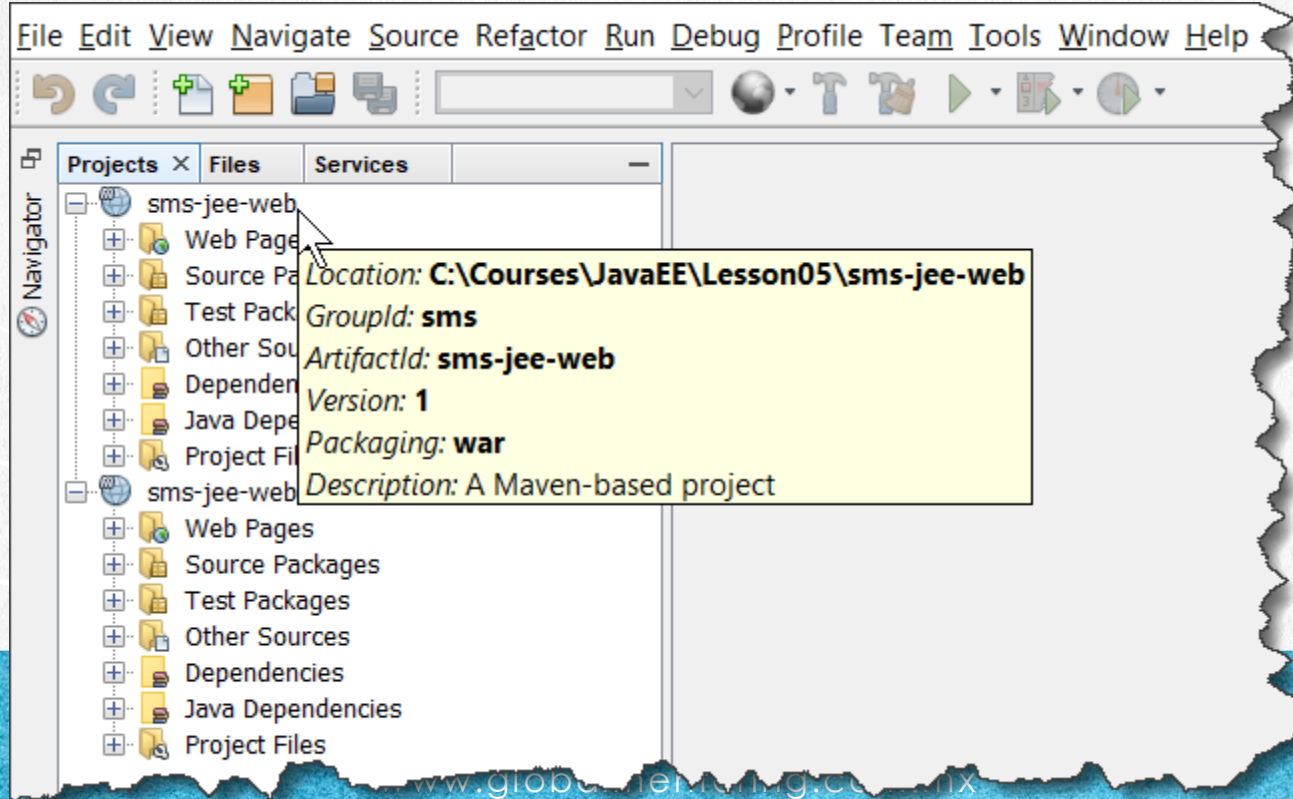 File Edit View Navigate Source Refactor Run Debug Profile Team Tools Window Help
Projects Files Services
Navigator
sms-jee-web
Web Page
Source Pa
Test Pack
Other Sou
Dependen
Java Depe
Project Fil
Location: C:\Courses\JavaEE\Lesson05\sms-jee-web
GroupId: sms
ArtifactId: sms-jee-web
Version: 1
Packaging: war
Description: A Maven-based project
sms-jee-web
Web Pages
Source Packages
Test Packages
Other Sources
Dependencies
Java Dependencies
Project Files